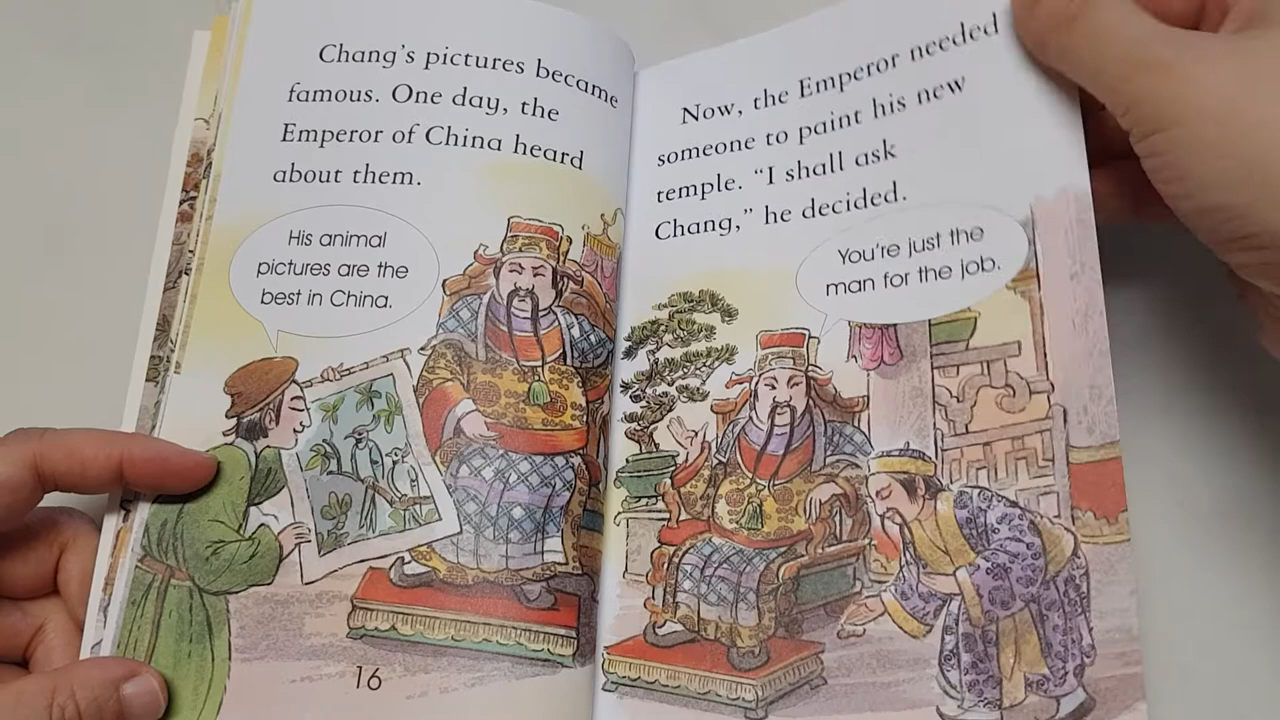 Chang's pictures became
famous. One day, the
Emperor of China heard
about them.
His animal
pictures are the
best in China.
16
Now, the Emperor needed
someone to paint his new
temple. “I shall ask
Chang,” he decided.
You're just the
man for the job.